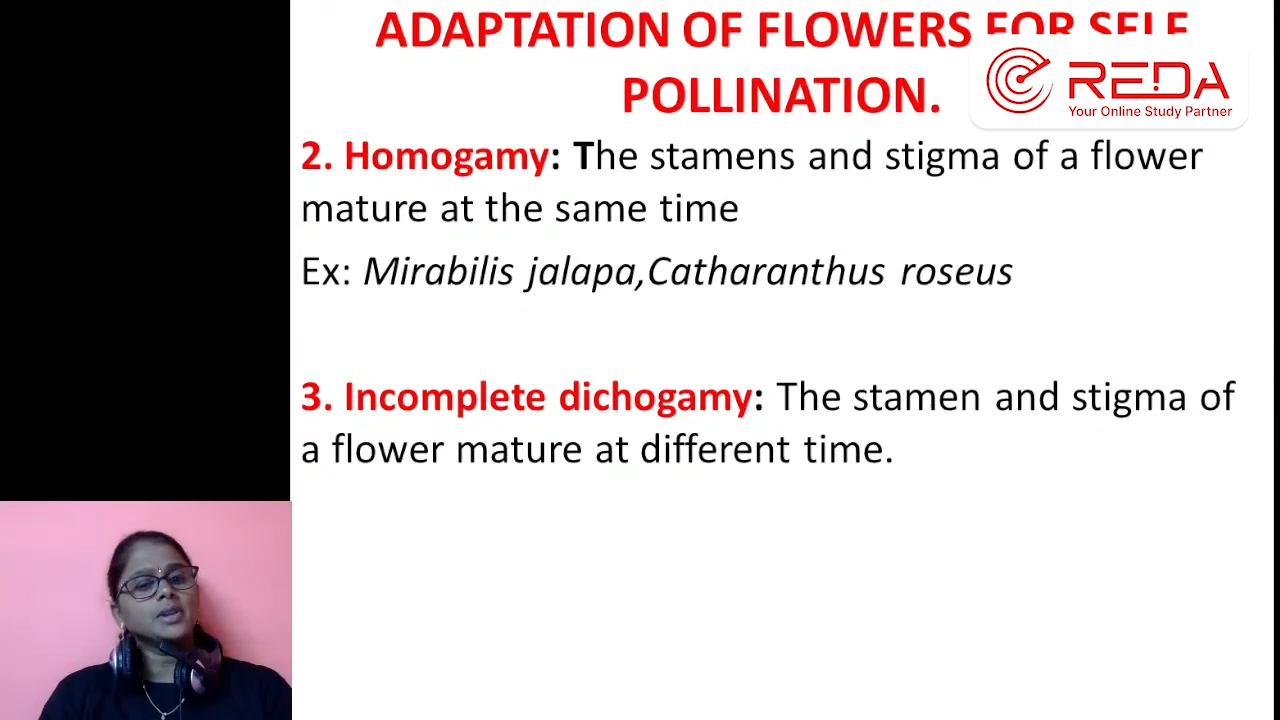 ADAPTATION OF FLOWERS FOR SELF
POLLINATION.
REDA
Your Online Study Partner
2. Homogamy: The stamens and stigma of a flower
mature at the same time
Ex: Mirabilis jalapa,Catharanthus roseus
3. Incomplete dichogamy: The stamen and stigma of
a flower mature at different time.